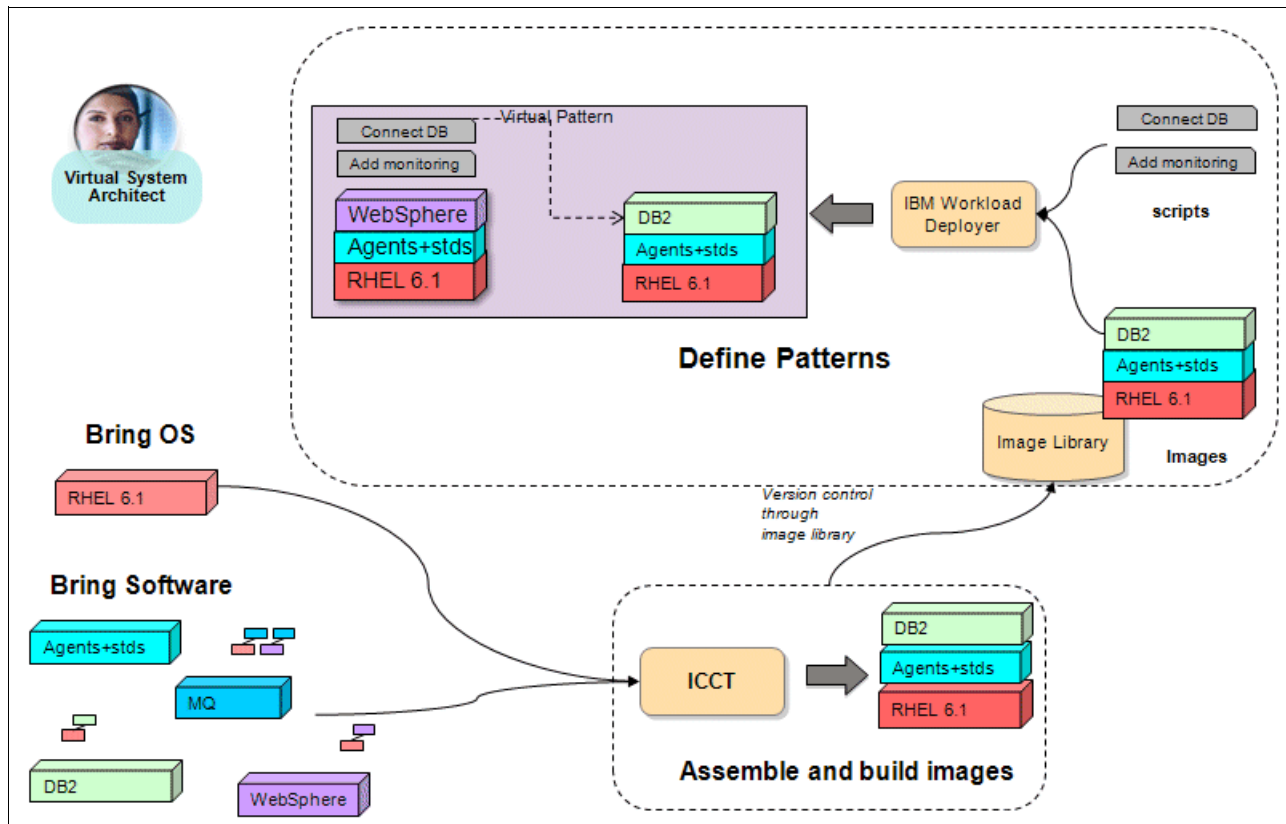 Virtual System
Architect
Virtual Pattern
Connect DB
Add monitoring
WebSphere
Agents+stds
RHEL 6.1
DB2
Agents+stds
RHEL 6.1
IBM Workload
Deployer
Connect DB
Add monitoring
scripts
DB2
Agents+stds
RHEL 6.1
Image Library
Images
Define Patterns
Bring OS
RHEL 6.1
Version control
through
image library
Bring Software
Agents+stds
MQ
DB2
WebSphere
ICCT
DB2
Agents+stds
RHEL 6.1
Assemble and build images